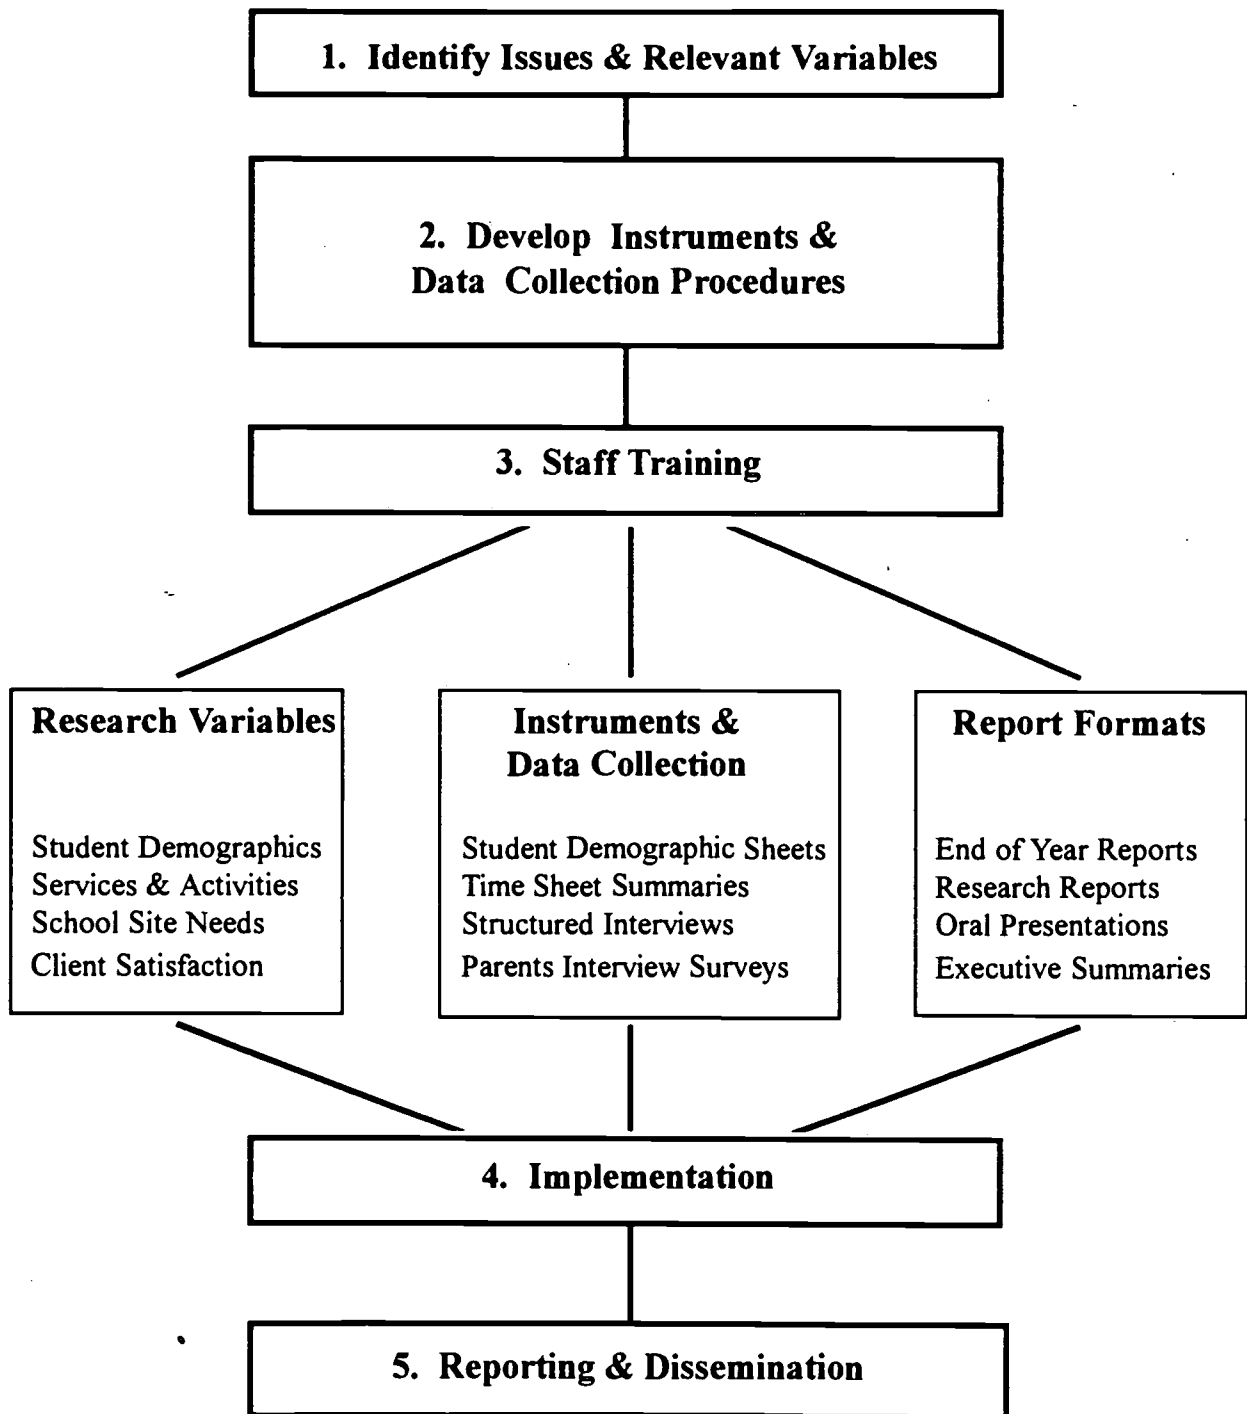 1. Identify Issues & Relevant Variables
2. Develop Instruments &
Data Collection Procedures
3. Staff Training
Research Variables
Student Demographics
Services & Activities
School Site Needs
Client Satisfaction
Instruments &
Data Collection
Student Demographic Sheets
Time Sheet Summaries
Structured Interviews
Parents Interview Surveys
Report Formats
End of Year Reports
Research Reports
Oral Presentations
Executive Summaries
4. Implementation
5. Reporting & Dissemination